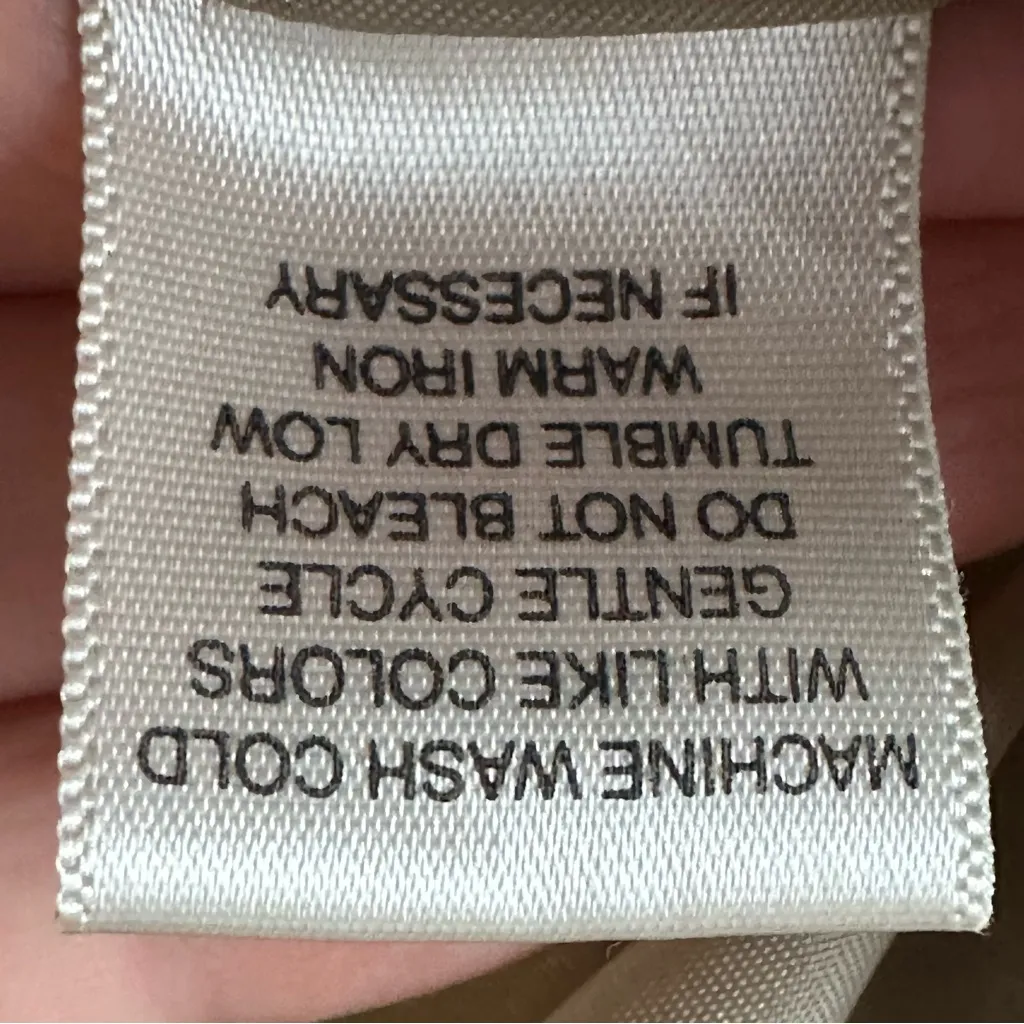 MACHINE WASH COLD
WITH LIKE COLORS
GENTLE CYCLE
DO NOT BLEACH
TUMBLE DRY LOW
WARM IRON
IF NECESSARY